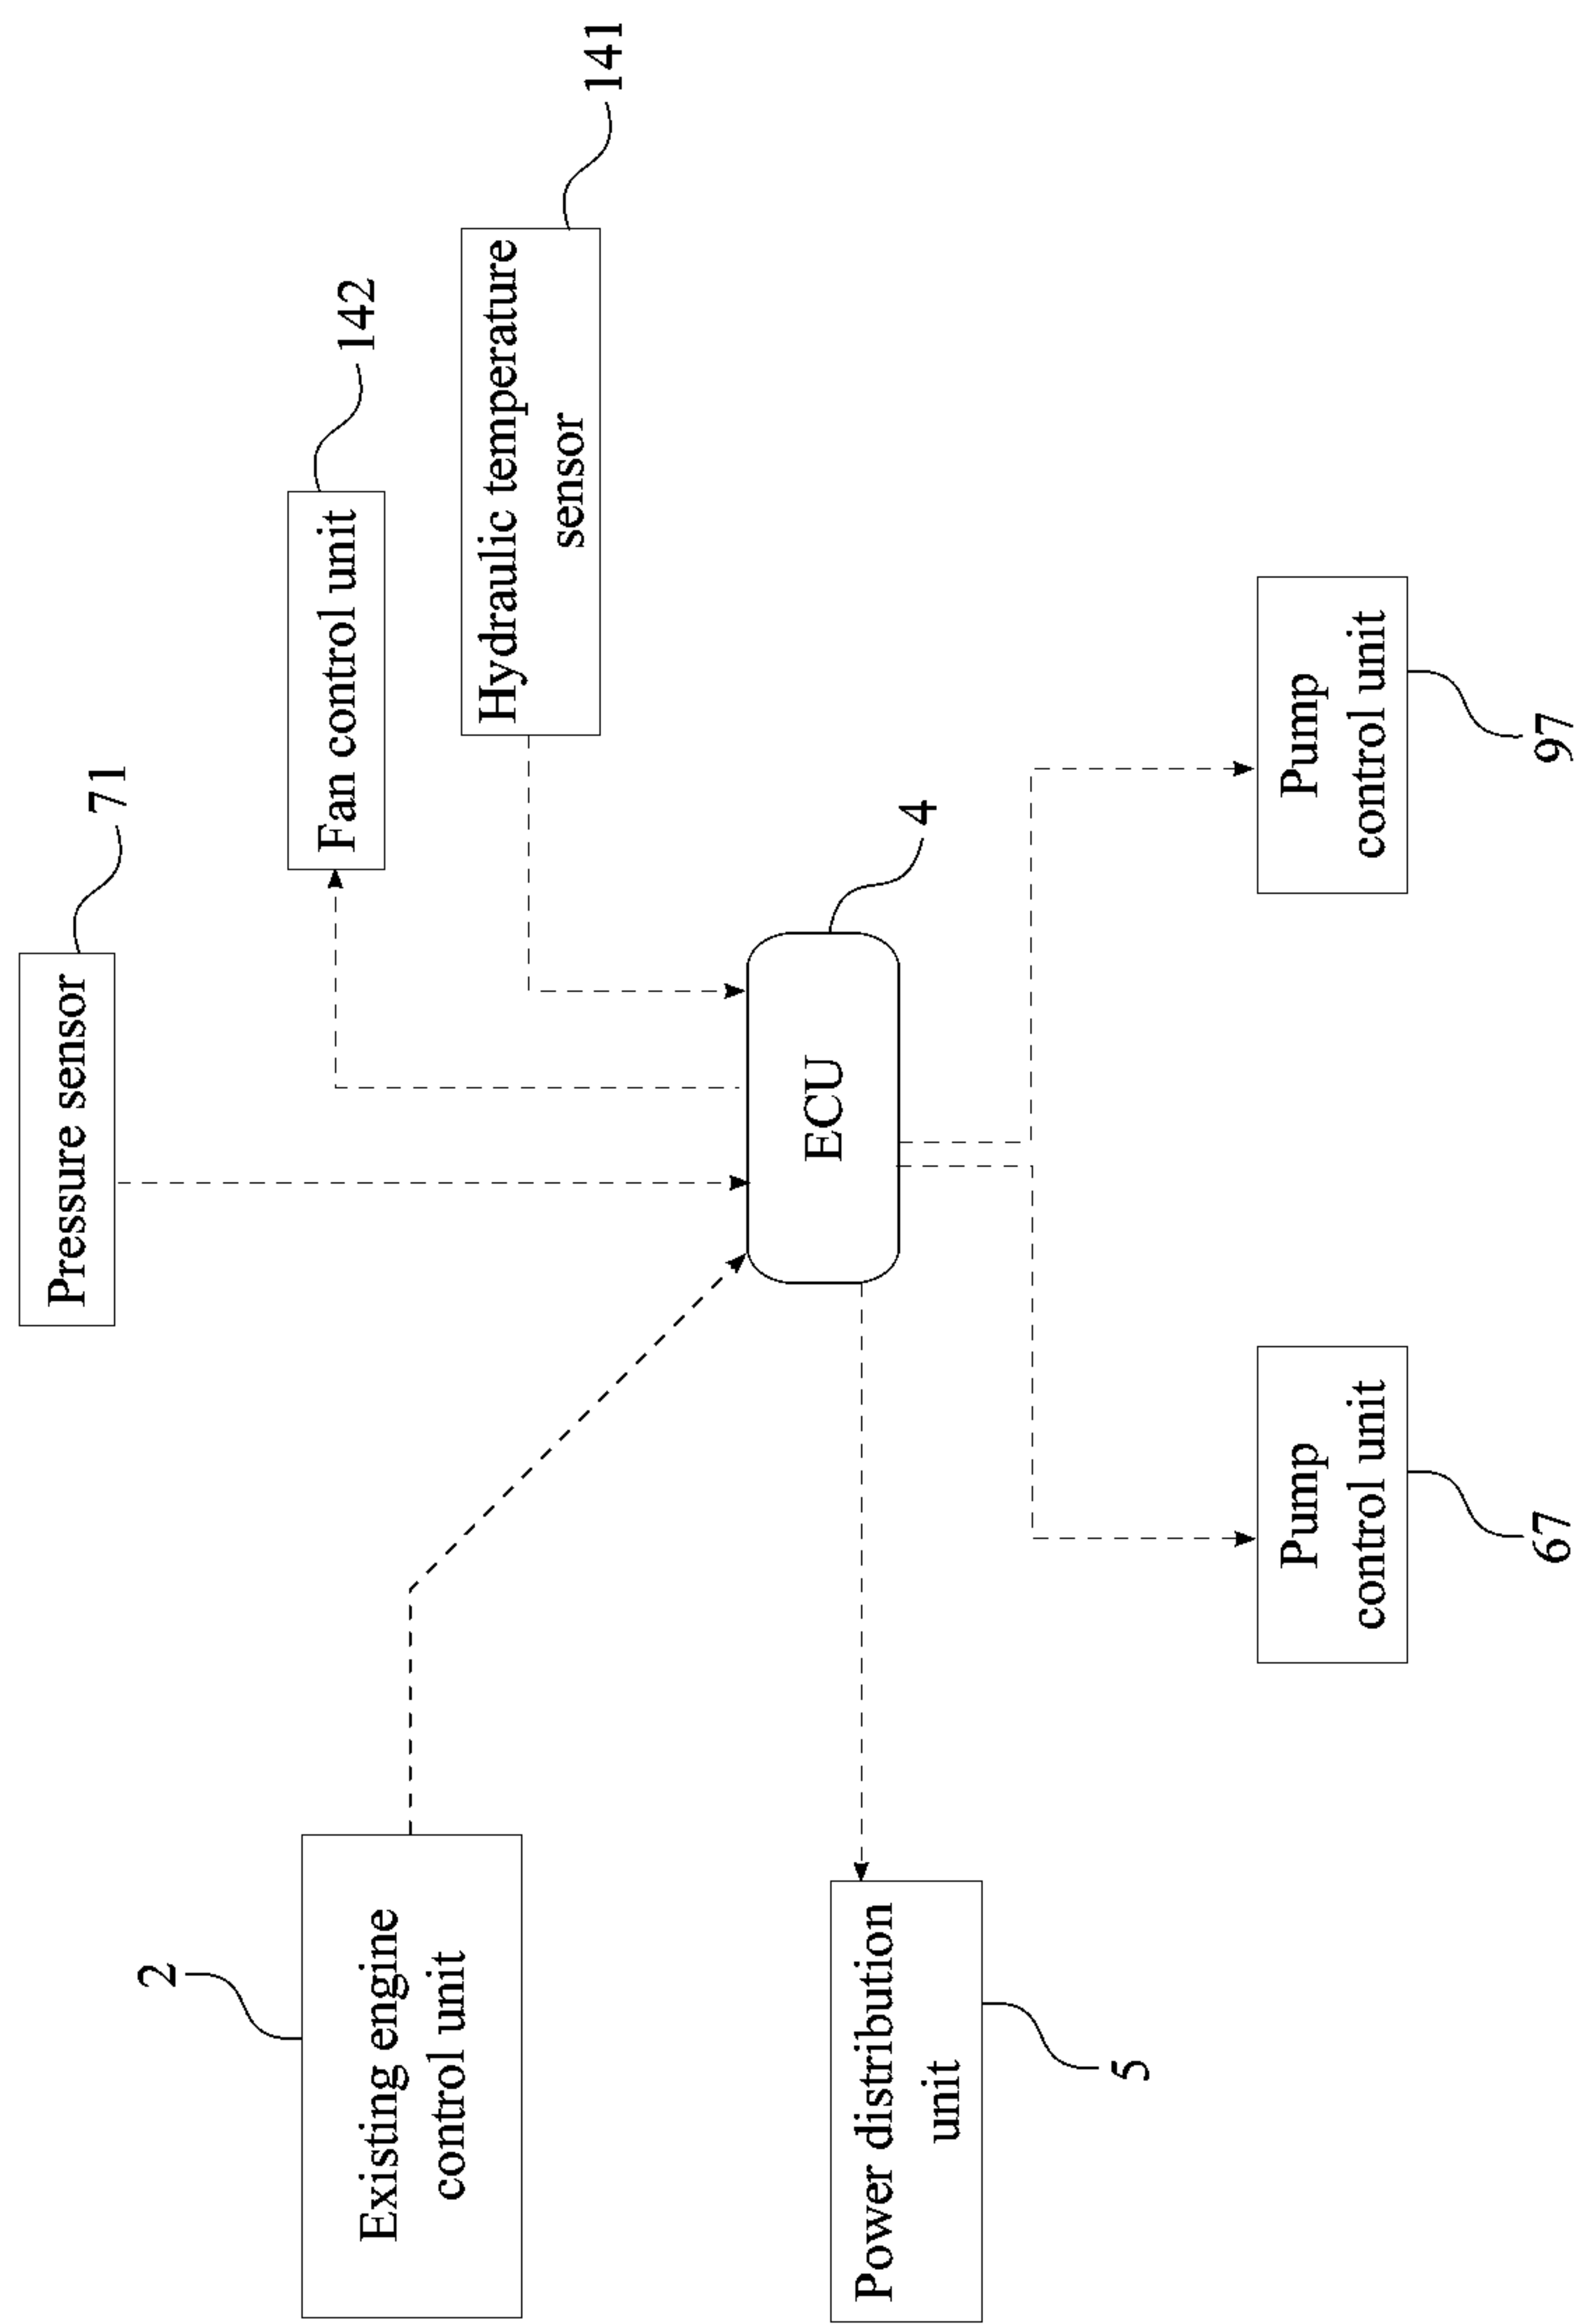 Pressure sensor
71
Fan control unit
142
Hydraulic temperature
sensor
141
2
Existing engine
control unit
ECU
4
Power distribution
unit
5
Pump
control unit
67
Pump
control unit
97